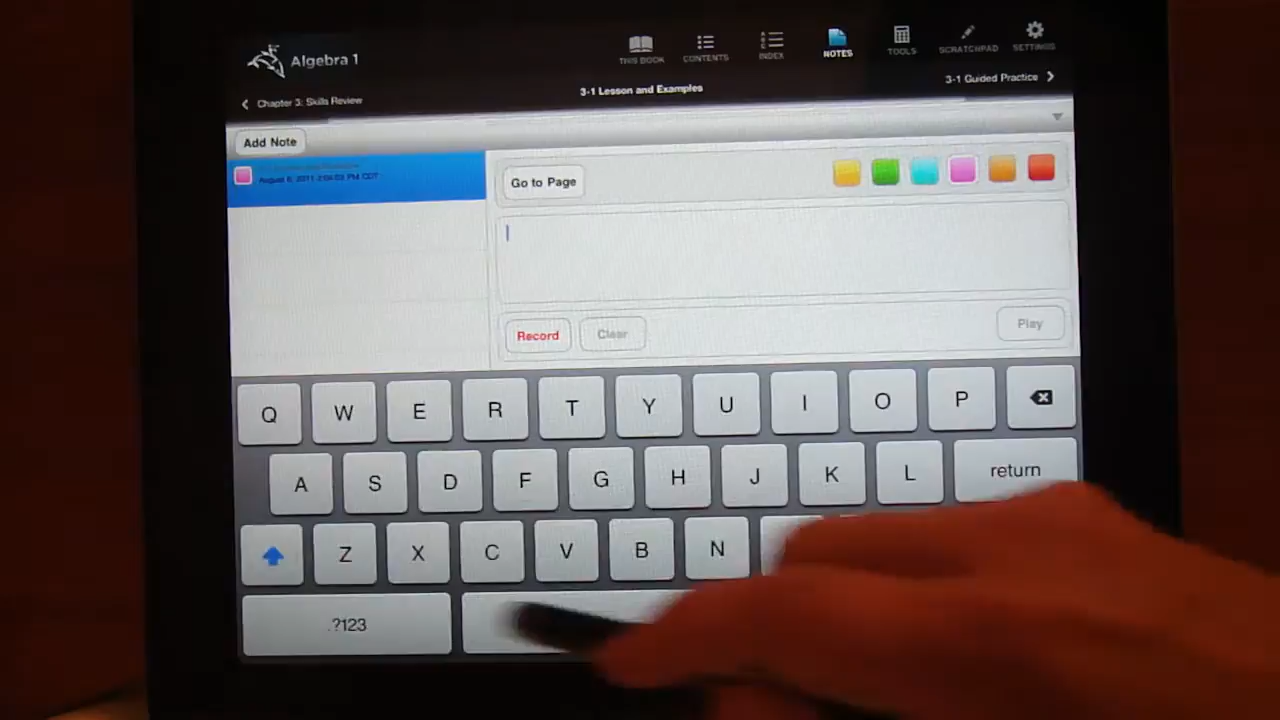 Algebra 1
THIS BOOK
CONTENTS
INDEX
NOTES
TOOLS
SCRATCHPAD
SETTINGS
Chapter 3: Skills Review
3-1 Lesson and Examples
3-1 Guided Practice
Add Note
Go to Page
Record
Clear
Play
Q W E R T Y U I O P
A S D F G H J K L return
Z X C V B N
.?123